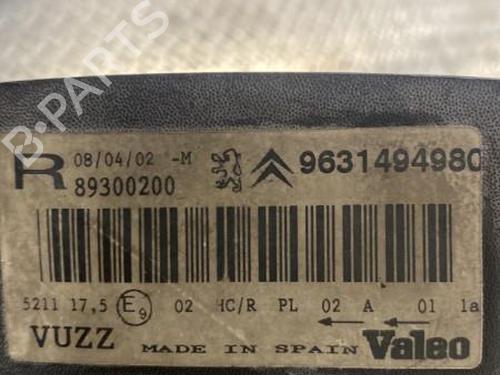 R 08/04/02 -M 9631494980
89300200
5211 17,5 E9 02 HC/R PL 02 A 01 1a
VUZZ MADE IN SPAIN Valeo
B-PARTS